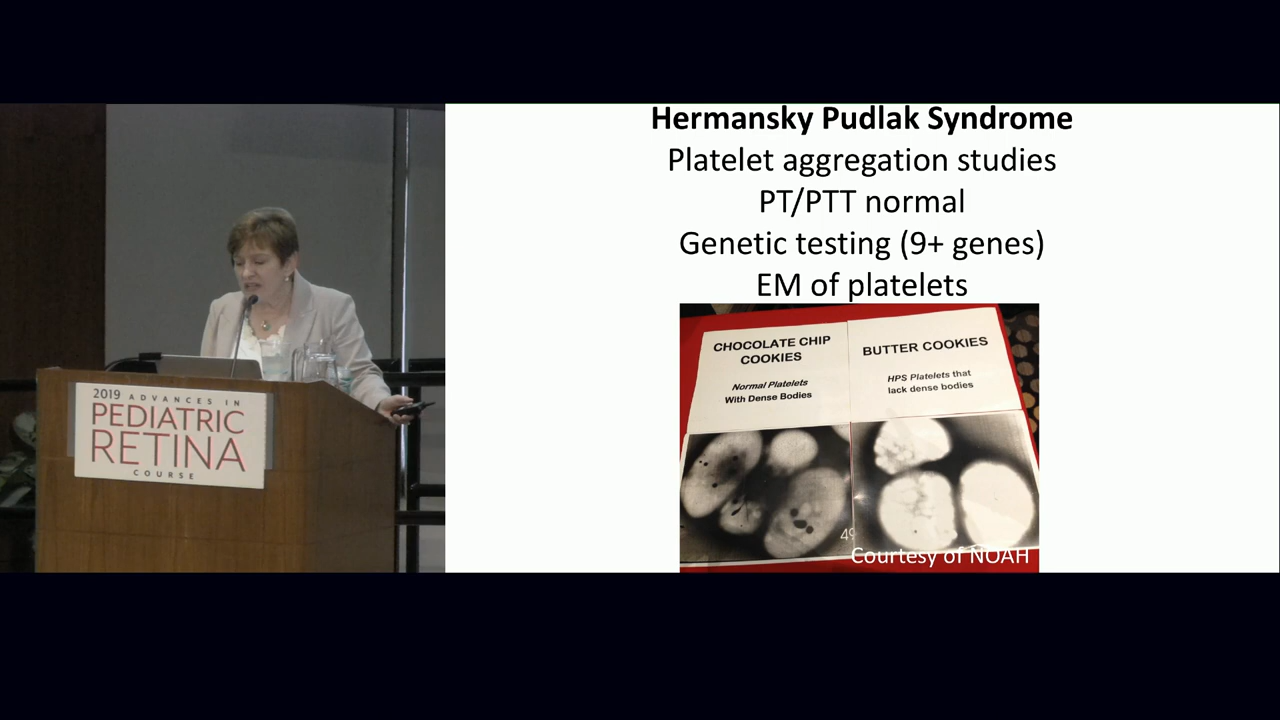 Hermansky Pudlak Syndrome
Platelet aggregation studies
PT/PTT normal
Genetic testing (9+ genes)
EM of platelets
CHOCOLATE CHIP
COOKIES
Normal Platelets
With Dense Bodies
BUTTER COOKIES
HPS Platelets that
lack dense bodies
49
Courtesy of NOAH
2019 ADVANCES IN
PEDIATRIC
RETINA
COURSE